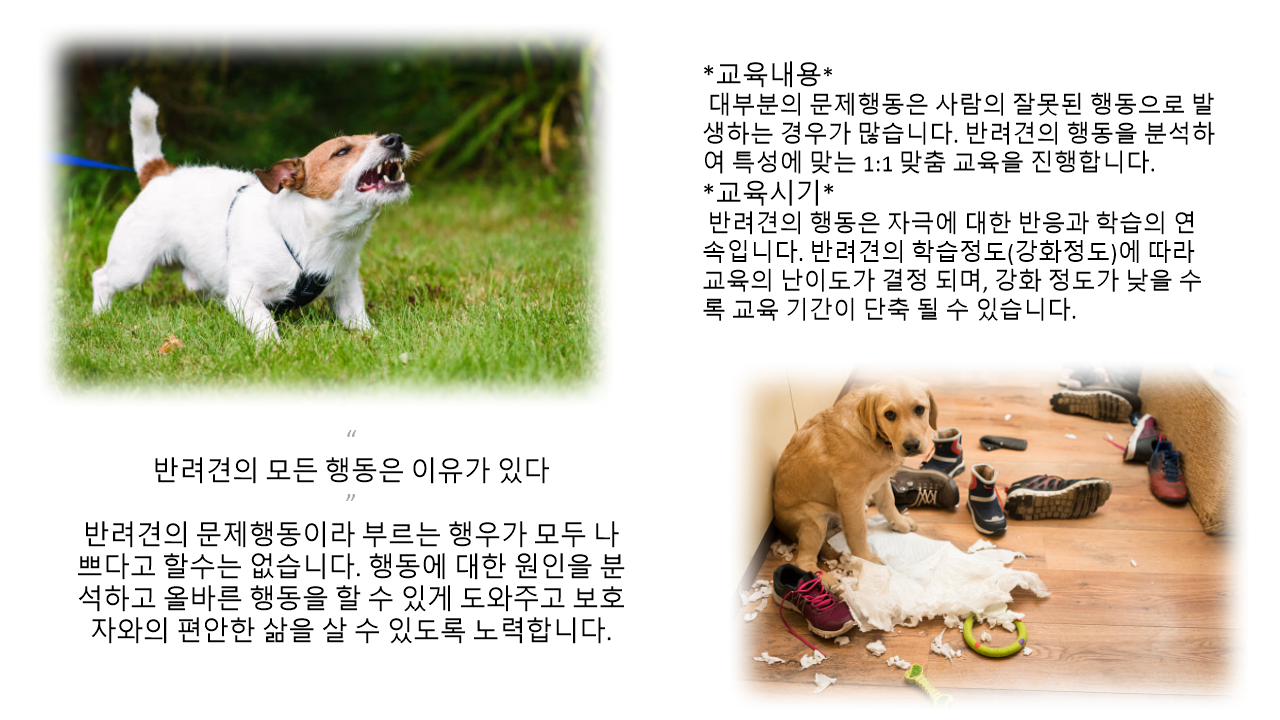 *교육내용*
대부분의 문제행동은 사람의 잘못된 행동으로 발
생하는 경우가 많습니다. 반려견의 행동을 분석하
여 특성에 맞는 1:1 맞춤 교육을 진행합니다.
*교육시기*
반려견의 행동은 자극에 대한 반응과 학습의 연
속입니다. 반려견의 학습정도(강화정도)에 따라
교육의 난이도가 결정 되며, 강화 정도가 낮을 수
록 교육 기간이 단축 될 수 있습니다.
“
반려견의 모든 행동은 이유가 있다
”
반려견의 문제행동이라 부르는 행우가 모두 나
쁘다고 할수는 없습니다. 행동에 대한 원인을 분
석하고 올바른 행동을 할 수 있게 도와주고 보호
자와의 편안한 삶을 살 수 있도록 노력합니다.